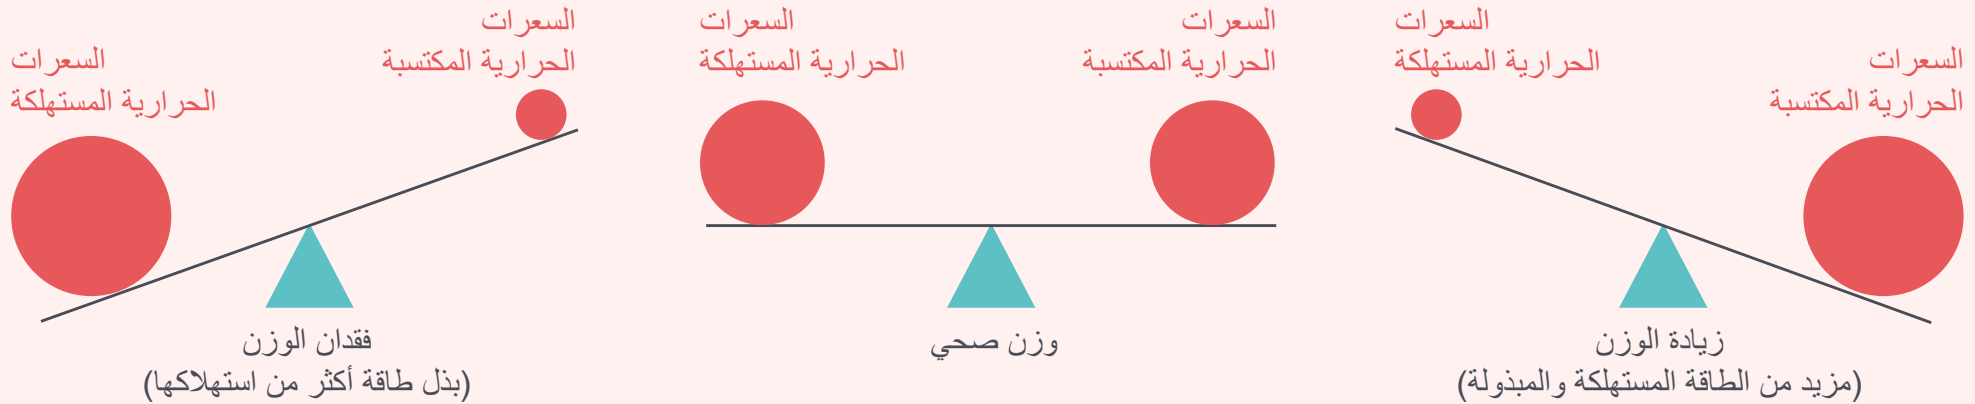 السعرات
الحرارية المكتسبة
السعرات
الحرارية المستهلكة
زيادة الوزن
(مزيد من الطاقة المستهلكة والمبذولة)
السعرات
الحرارية المكتسبة
السعرات
الحرارية المستهلكة
وزن صحي
السعرات
الحرارية المكتسبة
السعرات
الحرارية المستهلكة
فقدان الوزن
(بذل طاقة أكثر من استهلاكها)